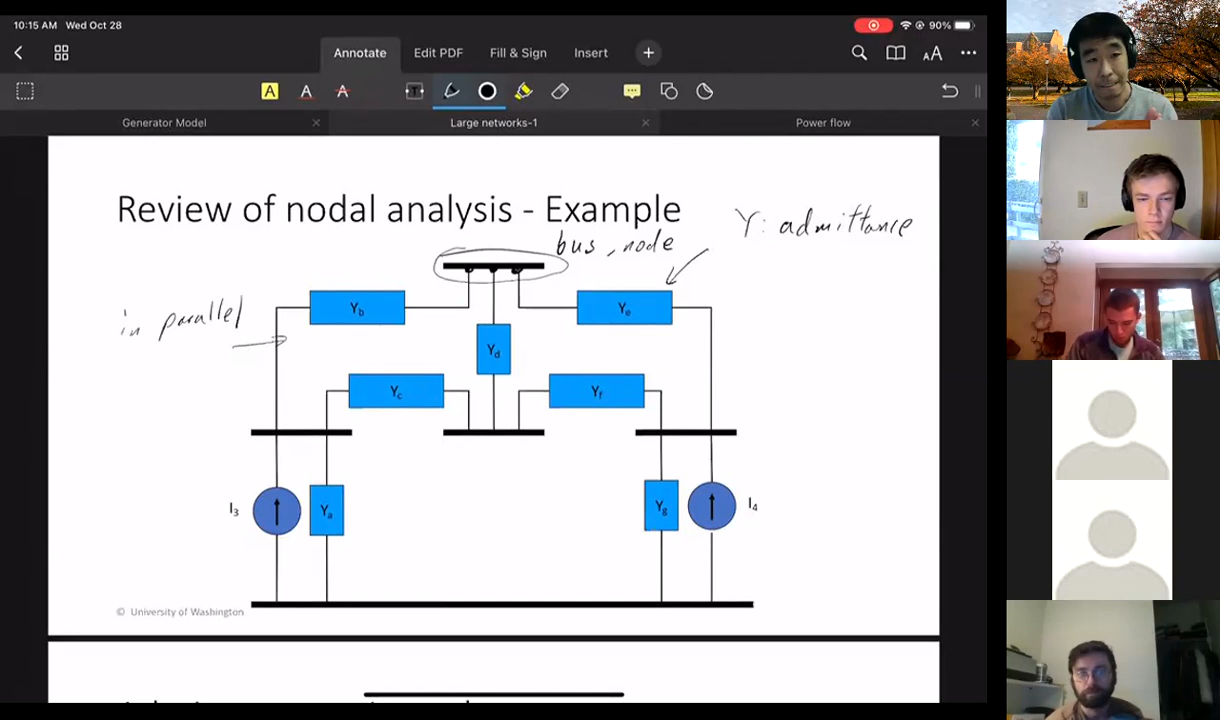 10:15 AM Wed Oct 28
90%
Annotate
Edit PDF
Fill & Sign
Insert
+
AA
A
A
A
T
Generator Model
Large networks-1
Power flow
Review of nodal analysis - Example
Y: admittance
bus, node
in parallel
Yb
Ye
Yd
Yc
Yf
I3
Ya
Yg
I4
© University of Washington